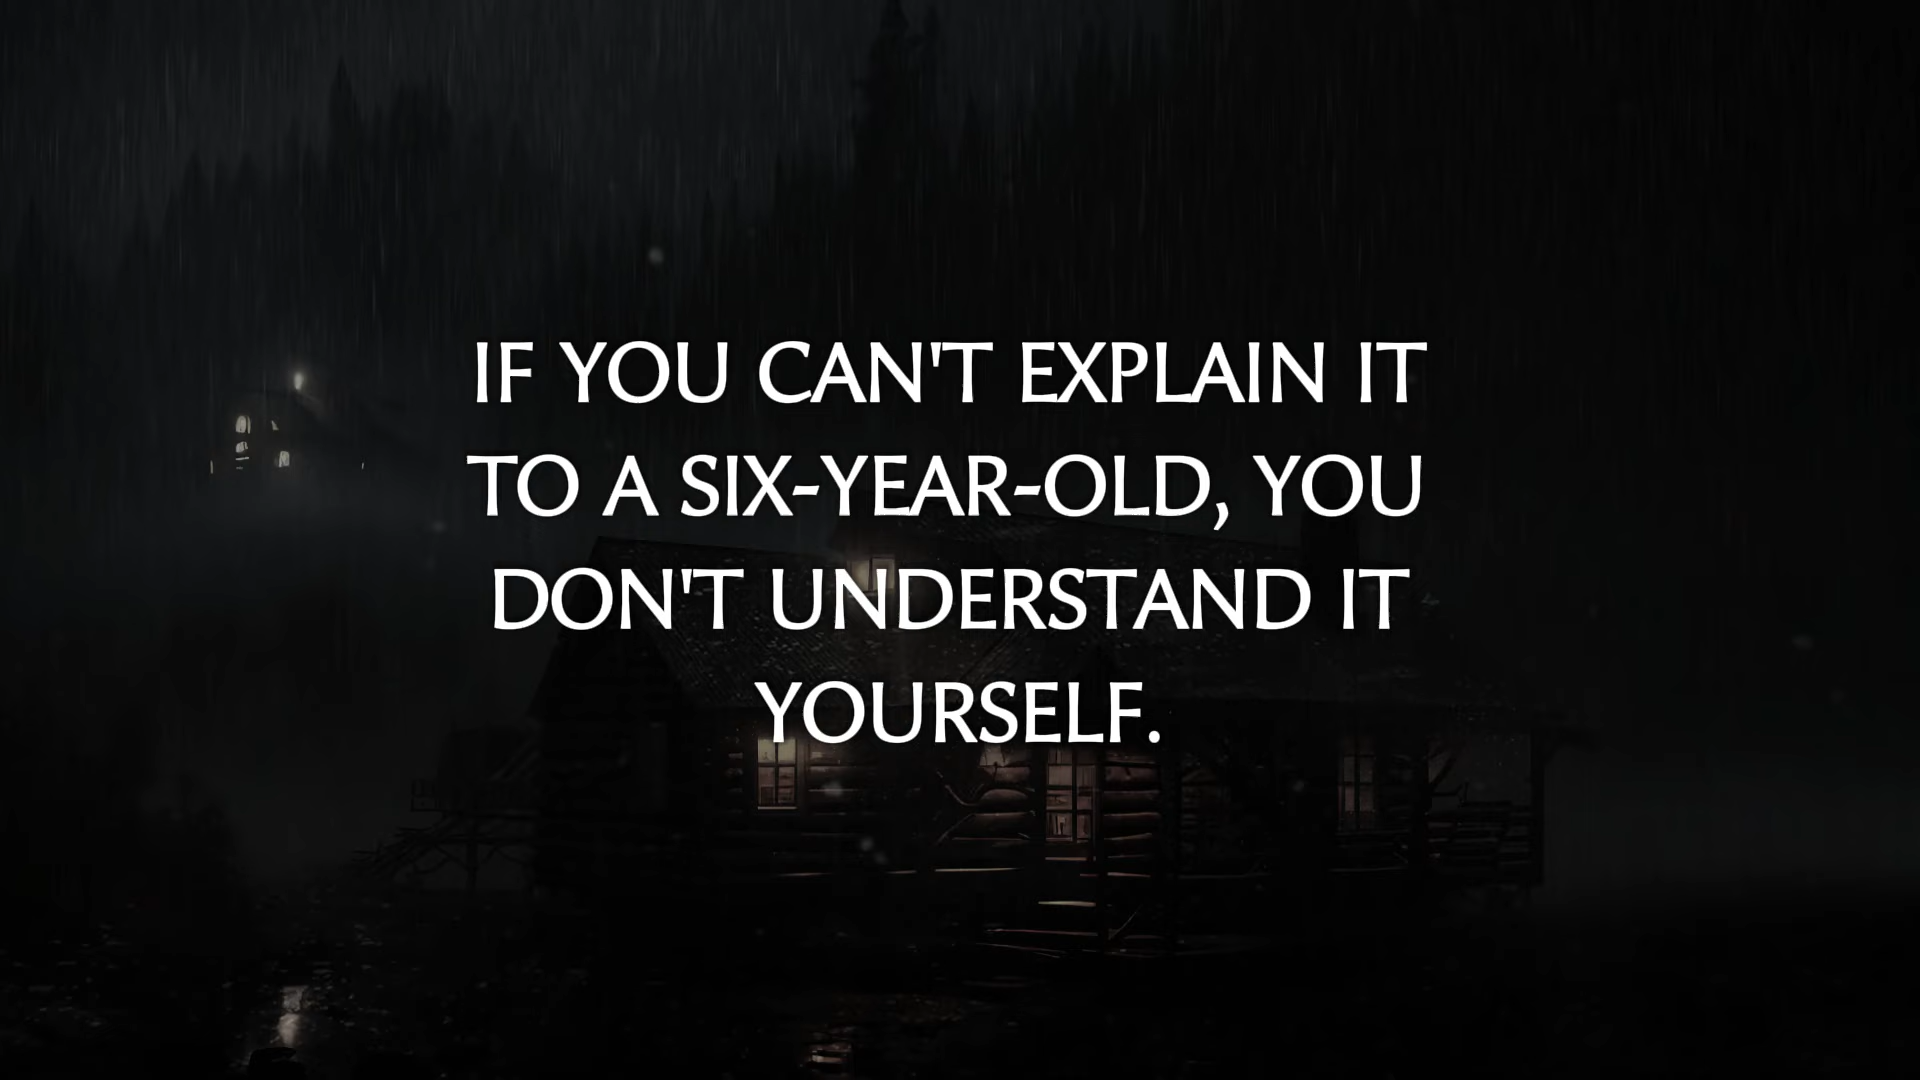 IF YOU CAN'T EXPLAIN IT
TO A SIX-YEAR-OLD, YOU
DON'T UNDERSTAND IT
YOURSELF.